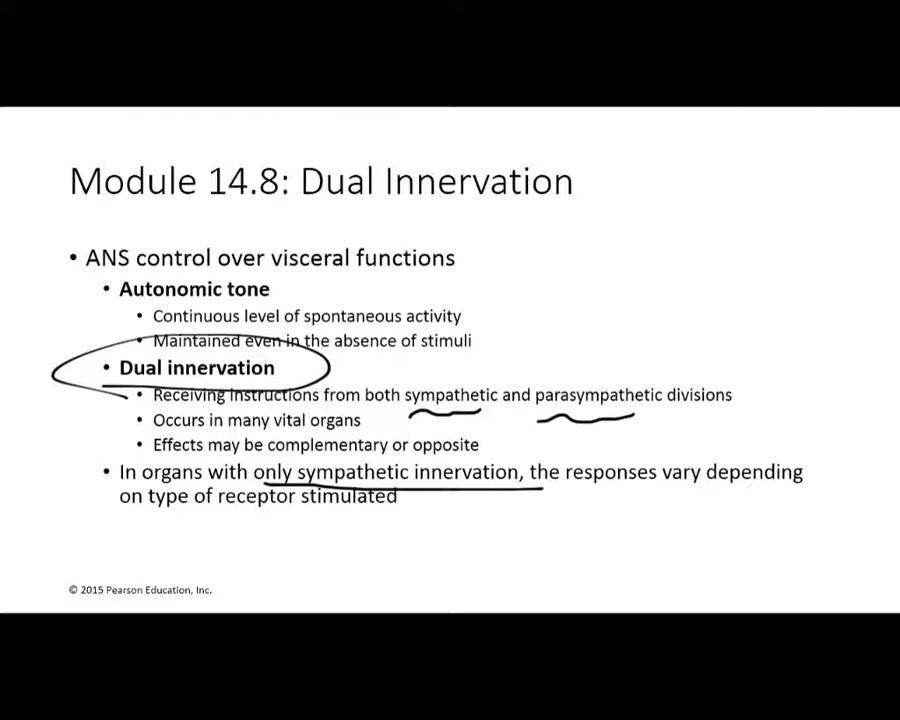 Module 14.8: Dual Innervation
• ANS control over visceral functions
• Autonomic tone
• Continuous level of spontaneous activity
• Maintained even in the absence of stimuli
• Dual innervation
• Receiving instructions from both sympathetic and parasympathetic divisions
• Occurs in many vital organs
• Effects may be complementary or opposite
• In organs with only sympathetic innervation, the responses vary depending
on type of receptor stimulated
© 2015 Pearson Education, Inc.